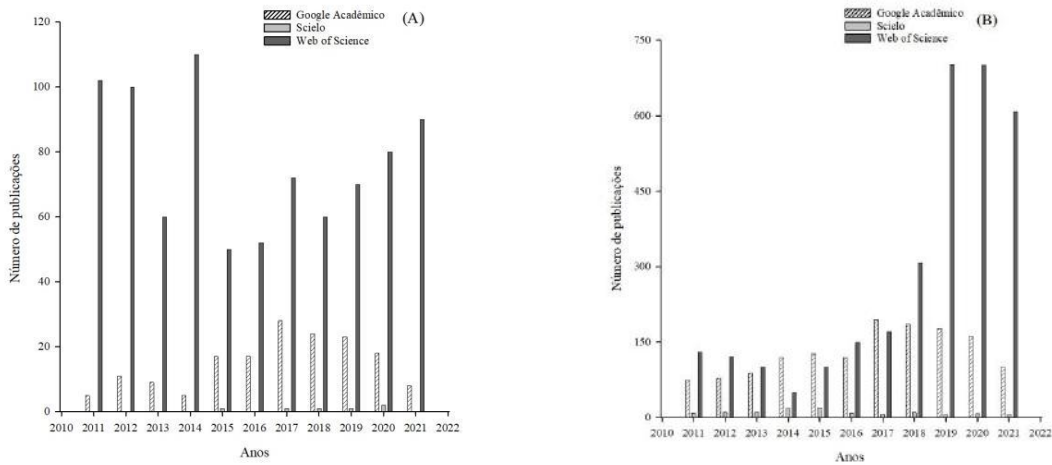 (A)
Google Acadêmico
Scielo
Web of Science
Número de publicações
120
100
80
60
40
20
0
2010 2011 2012 2013 2014 2015 2016 2017 2018 2019 2020 2021 2022
Anos
(B)
Google Acadêmico
Scielo
Web of Science
Número de publicações
750
600
450
300
150
0
2010 2011 2012 2013 2014 2015 2016 2017 2018 2019 2020 2021 2022
Anos